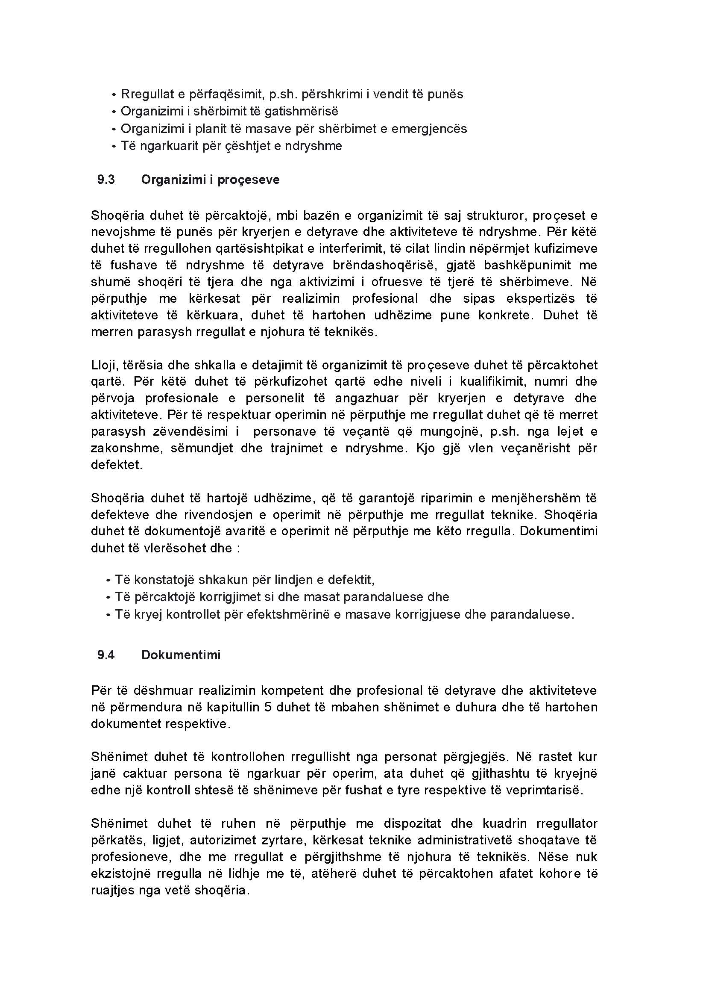 - Rregullat e përfaqësimit, p.sh. përshkrimi i vendit të punës
- Organizimi i shërbimit të gatishmërisë
- Organizimi i planit të masave për shërbimet e emergjencës
- Të ngarkuarit për çështjet e ndryshme
9.3 Organizimi i proçeseve
Shoqëria duhet të përcaktojë, mbi bazën e organizimit të saj strukturor, proçeset e
nevojshme të punës për kryerjen e detyrave dhe aktiviteteve të ndryshme. Për këtë
duhet të rregullohen qartësishtpikat e interferimit, të cilat lindin nëpërmjet kufizimeve
të fushave të ndryshme të detyrave brëndashoqërisë, gjatë bashkëpunimit me
shumë shoqëri të tjera dhe nga aktivizimi i ofruesve të tjerë të shërbimeve. Në
përputhje me kërkesat për realizimin profesional dhe sipas ekspertizës të
aktiviteteve të kërkuara, duhet të hartohen udhëzime pune konkrete. Duhet të
merren parasysh rregullat e njohura të teknikës.
Lloji, tërësia dhe shkalla e detajimit të organizimit të proçeseve duhet të përcaktohet
qartë. Për këtë duhet të përkufizohet qartë edhe niveli i kualifikimit, numri dhe
përvoja profesionale e personelit të angazhuar për kryerjen e detyrave dhe
aktiviteteve. Për të respektuar operimin në përputhje me rregullat duhet që të merret
parasysh zëvendësimi i personave të veçantë që mungojnë, p.sh. nga lejet e
zakonshme, sëmundjet dhe trajnimet e ndryshme. Kjo gjë vlen veçanërisht për
defektet.
Shoqëria duhet të hartojë udhëzime, që të garantojë riparimin e menjëhershëm të
defekteve dhe rivendosjen e operimit në përputhje me rregullat teknike. Shoqëria
duhet të dokumentojë avaritë e operimit në përputhje me këto rregulla. Dokumentimi
duhet të vlerësohet dhe :
- Të konstatojë shkakun për lindjen e defektit,
- Të përcaktojë korrigjimet si dhe masat parandaluese dhe
- Të kryej kontrollet për efektshmërinë e masave korrigjuese dhe parandaluese.
9.4 Dokumentimi
Për të dëshmuar realizimin kompetent dhe profesional të detyrave dhe aktiviteteve
në përmendura në kapitullin 5 duhet të mbahen shënimet e duhura dhe të hartohen
dokumentet respektive.
Shënimet duhet të kontrollohen rregullisht nga personat përgjegjës. Në rastet kur
janë caktuar persona të ngarkuar për operim, ata duhet që gjithashtu të kryejnë
edhe një kontroll shtesë të shënimeve për fushat e tyre respektive të veprimtarisë.
Shënimet duhet të ruhen në përputhje me dispozitat dhe kuadrin rregullator
përkatës, ligjet, autorizimet zyrtare, kërkesat teknike administrativetë shoqatave të
profesioneve, dhe me rregullat e përgjithshme të njohura të teknikës. Nëse nuk
ekzistojnë rregulla në lidhje me të, atëherë duhet të përcaktohen afatet kohore të
ruajtjes nga vetë shoqëria.